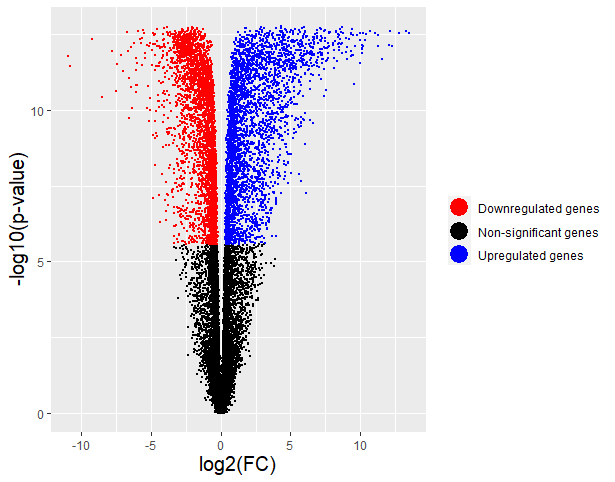 10
5
0
-log10(p-value)
-10
-5
0
5
10
log2(FC)
Downregulated genes
Non-significant genes
Upregulated genes